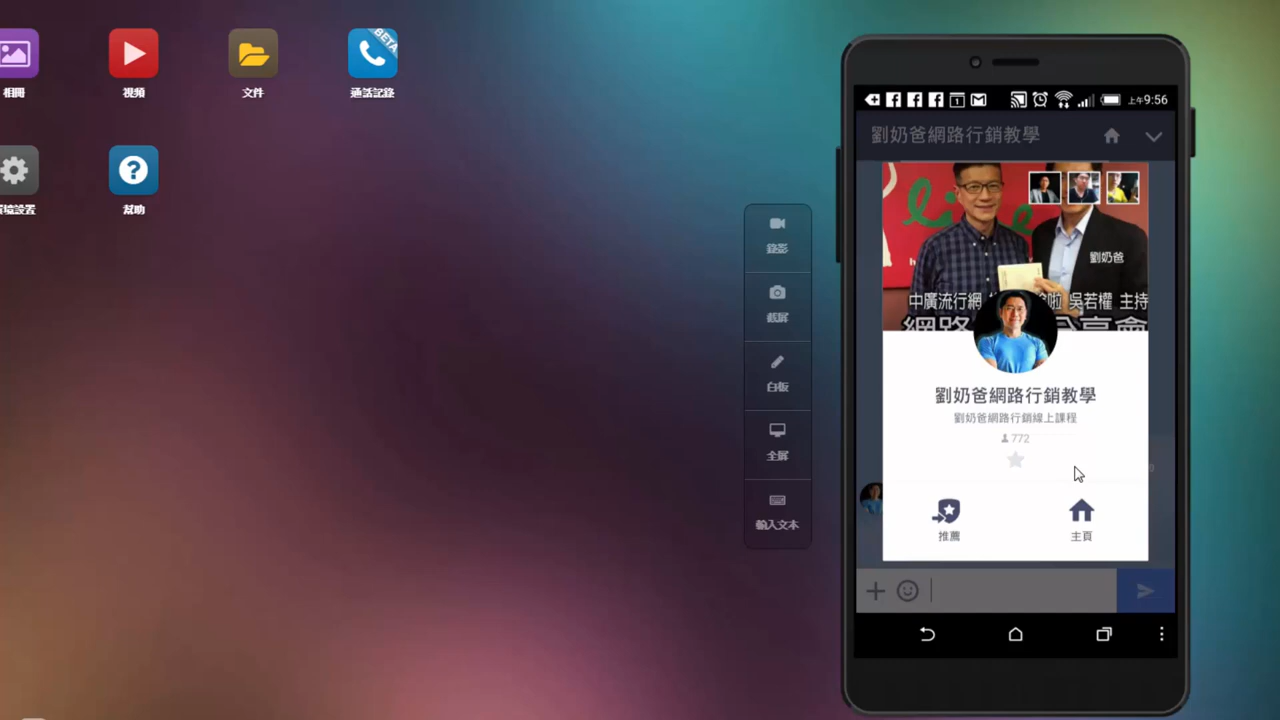 相冊
視頻
文件
BETA
通話記錄
幫助
錄影
截屏
白板
全屏
輸入文本
上午9:56
劉奶爸網路行銷教學
劉奶爸
中廣流行網
吳若權 主持
劉奶爸網路行銷教學
劉奶爸網路行銷線上課程
772
推薦
主頁